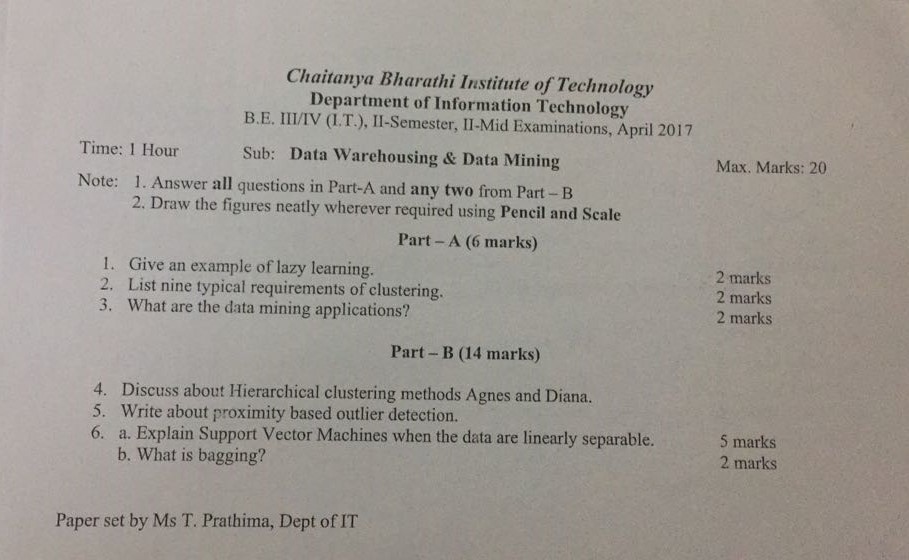 Chaitanya Bharathi Institute of Technology
Department of Information Technology
B.E. III/IV (I.T.), II-Semester, II-Mid Examinations, April 2017
Time: 1 Hour Sub: Data Warehousing & Data Mining Max. Marks: 20
Note: 1. Answer all questions in Part-A and any two from Part – B
2. Draw the figures neatly wherever required using Pencil and Scale
Part – A (6 marks)
1. Give an example of lazy learning. 2 marks
2. List nine typical requirements of clustering. 2 marks
3. What are the data mining applications? 2 marks
Part – B (14 marks)
4. Discuss about Hierarchical clustering methods Agnes and Diana.
5. Write about proximity based outlier detection.
6. a. Explain Support Vector Machines when the data are linearly separable. 5 marks
b. What is bagging? 2 marks
Paper set by Ms T. Prathima, Dept of IT